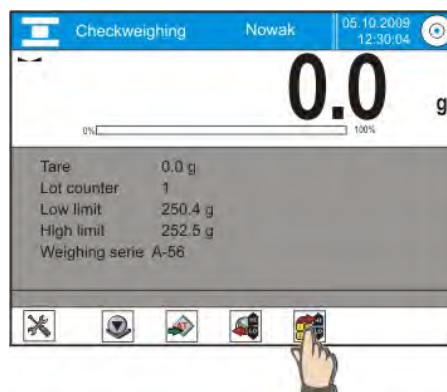 Checkweighing Nowak 05.10.2009
12:30:04
0.0 g
0% 100%
Tare 0.0 g
Lot counter 1
Low limit 250.4 g
High limit 252.5 g
Weighing serie A-56